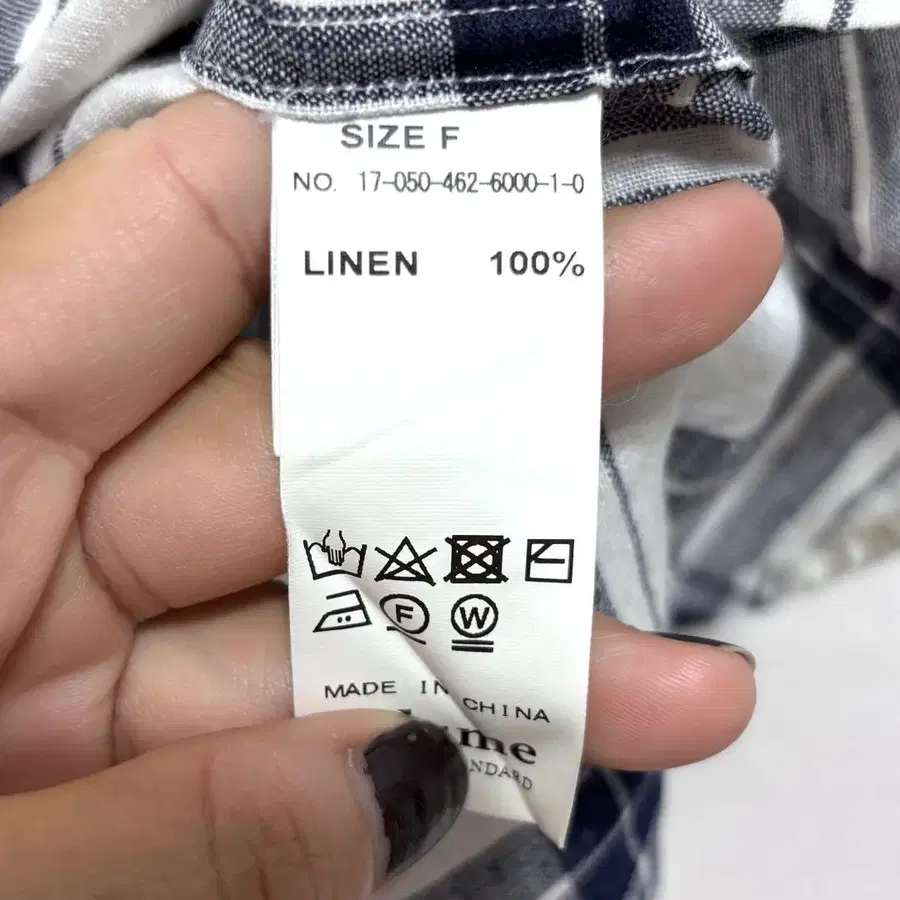 SIZE F
NO. 17-050-462-6000-1-0
LINEN 100%
F W
MADE IN CHINA